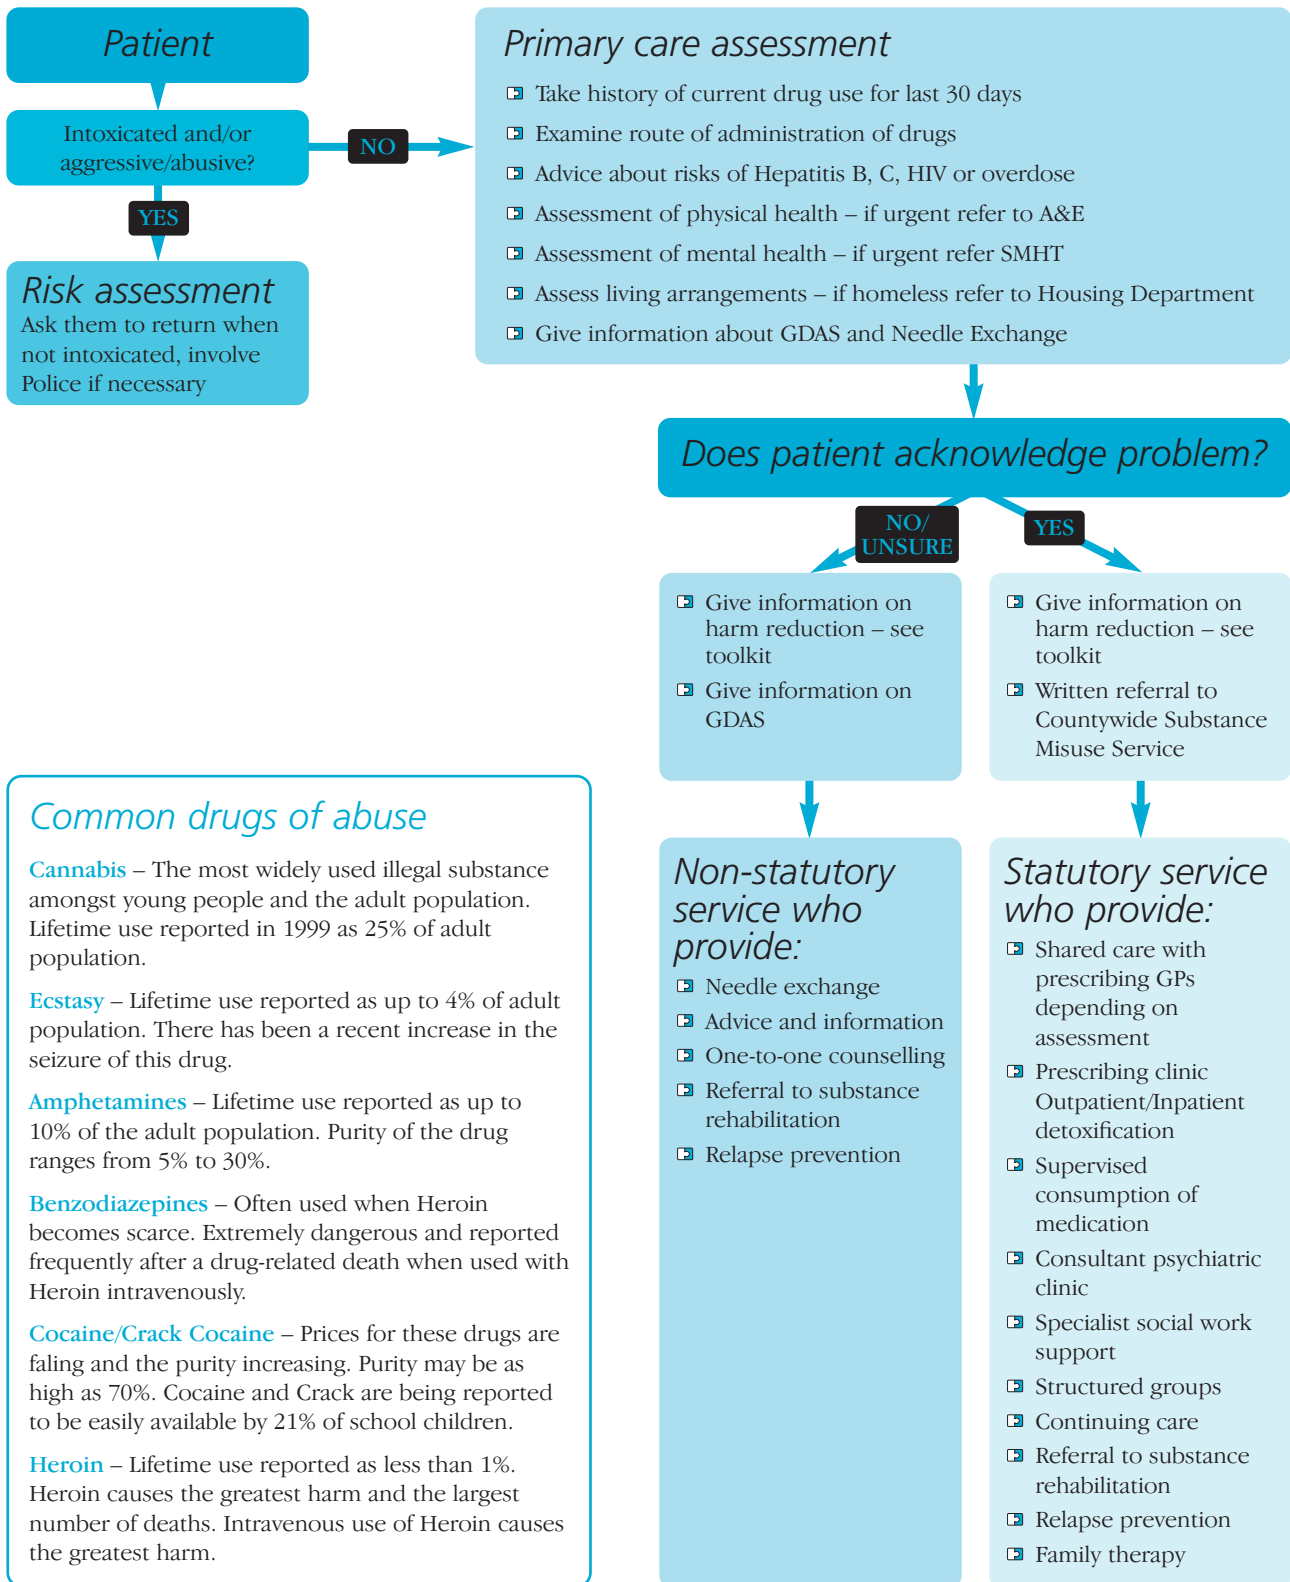 Patient
Intoxicated and/or
aggressive/abusive?
NO
YES
Risk assessment
Ask them to return when
not intoxicated, involve
Police if necessary
Primary care assessment
Take history of current drug use for last 30 days
Examine route of administration of drugs
Advice about risks of Hepatitis B, C, HIV or overdose
Assessment of physical health – if urgent refer to A&E
Assessment of mental health – if urgent refer SMHT
Assess living arrangements – if homeless refer to Housing Department
Give information about GDAS and Needle Exchange
Does patient acknowledge problem?
NO/
UNSURE
YES
Give information on
harm reduction – see
toolkit
Give information on
GDAS
Give information on
harm reduction – see
toolkit
Written referral to
Countywide Substance
Misuse Service
Non-statutory
service who
provide:
Needle exchange
Advice and information
One-to-one counselling
Referral to substance
rehabilitation
Relapse prevention
Statutory service
who provide:
Shared care with
prescribing GPs
depending on
assessment
Prescribing clinic
Outpatient/Inpatient
detoxification
Supervised
consumption of
medication
Consultant psychiatric
clinic
Specialist social work
support
Structured groups
Continuing care
Referral to substance
rehabilitation
Relapse prevention
Family therapy
Common drugs of abuse
Cannabis – The most widely used illegal substance
amongst young people and the adult population.
Lifetime use reported in 1999 as 25% of adult
population.
Ecstasy – Lifetime use reported as up to 4% of adult
population. There has been a recent increase in the
seizure of this drug.
Amphetamines – Lifetime use reported as up to
10% of the adult population. Purity of the drug
ranges from 5% to 30%.
Benzodiazepines – Often used when Heroin
becomes scarce. Extremely dangerous and reported
frequently after a drug-related death when used with
Heroin intravenously.
Cocaine/Crack Cocaine – Prices for these drugs are
faling and the purity increasing. Purity may be as
high as 70%. Cocaine and Crack are being reported
to be easily available by 21% of school children.
Heroin – Lifetime use reported as less than 1%.
Heroin causes the greatest harm and the largest
number of deaths. Intravenous use of Heroin causes
the greatest harm.